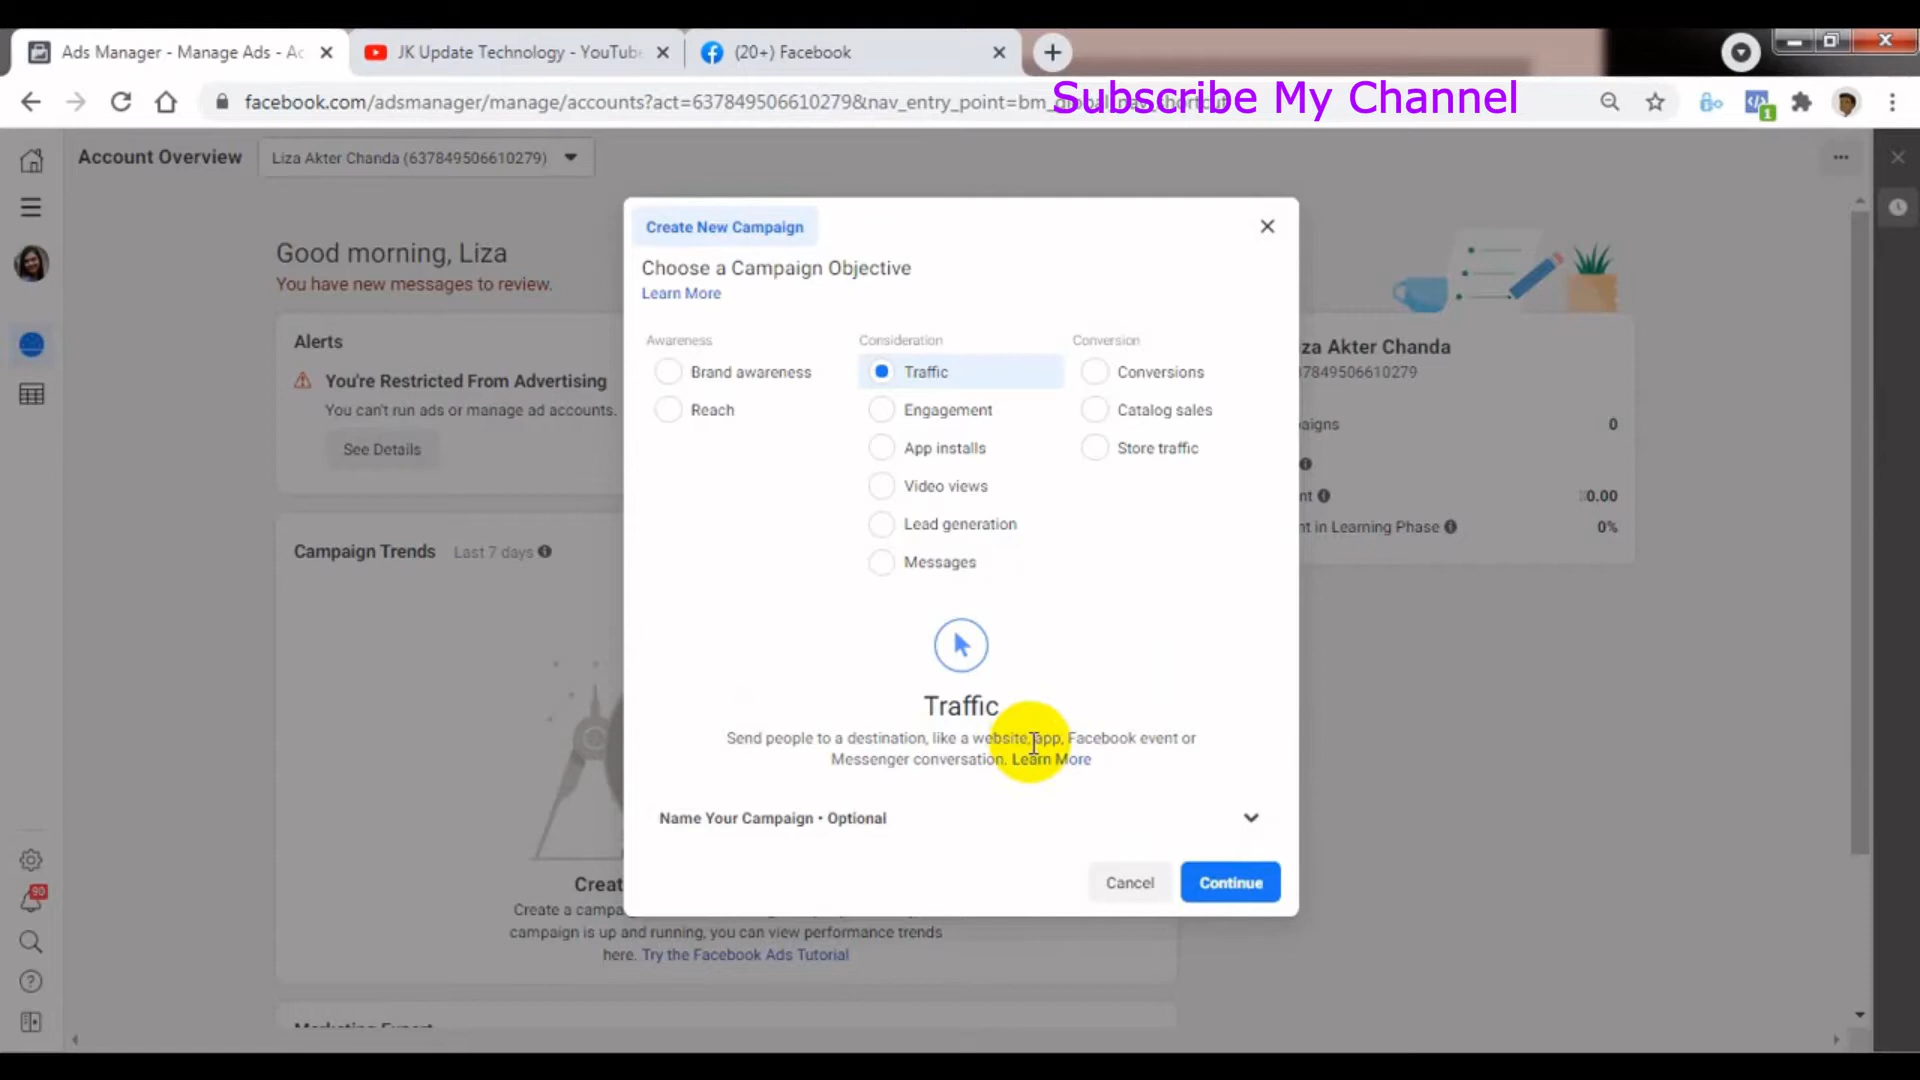 Ads Manager - Manage Ads - Ac
JK Update Technology - YouTube
(20+) Facebook
facebook.com/adsmanager/manage/accounts?act=637849506610279&nav_entry_point=bm_global_nav_shortcut
Subscribe My Channel
1
Account Overview
Liza Akter Chanda (637849506610279)
Create New Campaign
Good morning, Liza
You have new messages to review.
Choose a Campaign Objective
Learn More
Alerts
You're Restricted From Advertising
You can't run ads or manage ad accounts.
See Details
Awareness
Brand awareness
Reach
Consideration
Traffic
Engagement
App installs
Video views
Lead generation
Messages
Conversion
Conversions
Catalog sales
Store traffic
za Akter Chanda
37849506610279
paigns 0
nt 0.00
nt in Learning Phase 0%
Campaign Trends Last 7 days
Traffic
Send people to a destination, like a website, app, Facebook event or
Messenger conversation. Learn More
Name Your Campaign • Optional
Cancel
Continue
Creat
Create a campa
campaign is up and running, you can view performance trends
here. Try the Facebook Ads Tutorial
90